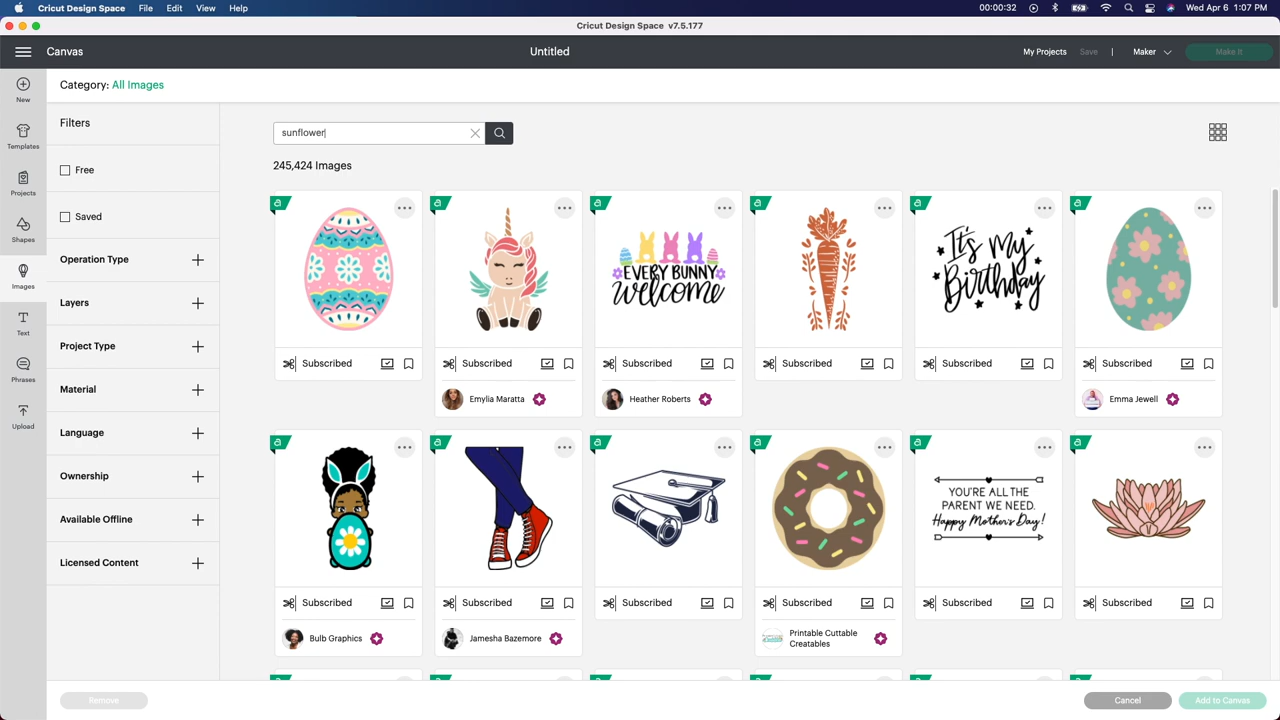 Cricut Design Space File Edit View Help 00:00:32 Wed Apr 6 1:07 PM
Cricut Design Space v7.5.177
Canvas Untitled My Projects Save | Maker Make It
New
Templates
Projects
Shapes
Images
Text
Phrases
Upload
Category: All Images
Filters
Free
Saved
Operation Type
Layers
Project Type
Material
Language
Ownership
Available Offline
Licensed Content
sunflower
245,424 Images
EVERY BUNNY
welcome
It's my
Birthday
Subscribed Subscribed Subscribed Subscribed Subscribed Subscribed
Emylia Maratta Heather Roberts Emma Jewell
YOU'RE ALL THE
PARENT WE NEED.
Happy Mother's Day!
Subscribed Subscribed Subscribed Subscribed Subscribed Subscribed
Bulb Graphics Jamesha Bazemore Printable Cuttable
Creatables
Remove Cancel Add to Canvas